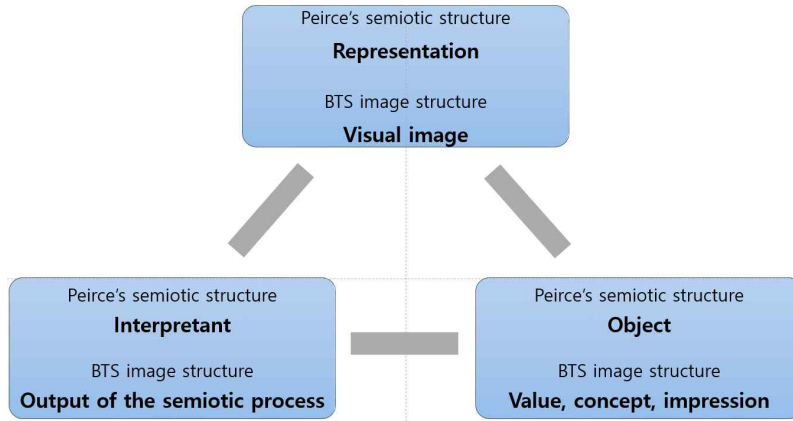 Peirce’s semiotic structure
Representation
BTS image structure
Visual image
Peirce’s semiotic structure
Interpretant
BTS image structure
Output of the semiotic process
Peirce’s semiotic structure
Object
BTS image structure
Value, concept, impression